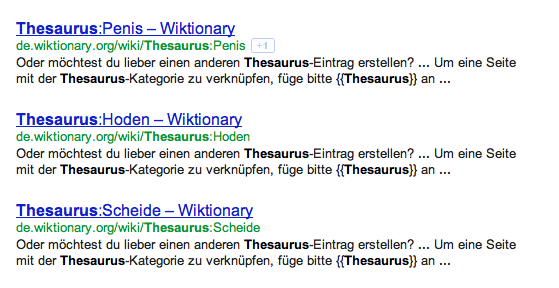 Thesaurus:Penis – Wiktionary
de.wiktionary.org/wiki/Thesaurus:Penis +1
Oder möchtest du lieber einen anderen Thesaurus-Eintrag erstellen? ... Um eine Seite
mit der Thesaurus-Kategorie zu verknüpfen, füge bitte {{Thesaurus}} an ...
Thesaurus:Hoden – Wiktionary
de.wiktionary.org/wiki/Thesaurus:Hoden
Oder möchtest du lieber einen anderen Thesaurus-Eintrag erstellen? ... Um eine Seite
mit der Thesaurus-Kategorie zu verknüpfen, füge bitte {{Thesaurus}} an ...
Thesaurus:Scheide – Wiktionary
de.wiktionary.org/wiki/Thesaurus:Scheide
Oder möchtest du lieber einen anderen Thesaurus-Eintrag erstellen? ... Um eine Seite
mit der Thesaurus-Kategorie zu verknüpfen, füge bitte {{Thesaurus}} an ...